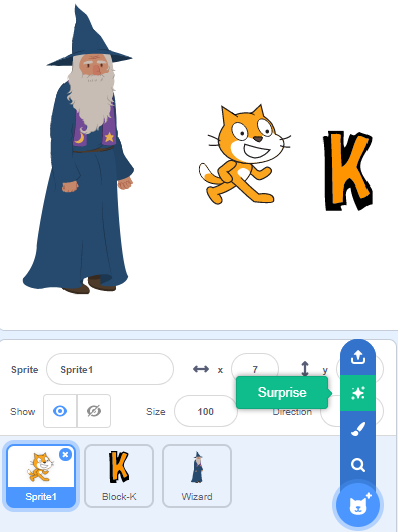 K
Sprite Sprite1 x 7 y
Surprise
Show Size 100 Direction
K
Sprite1 Block-K Wizard